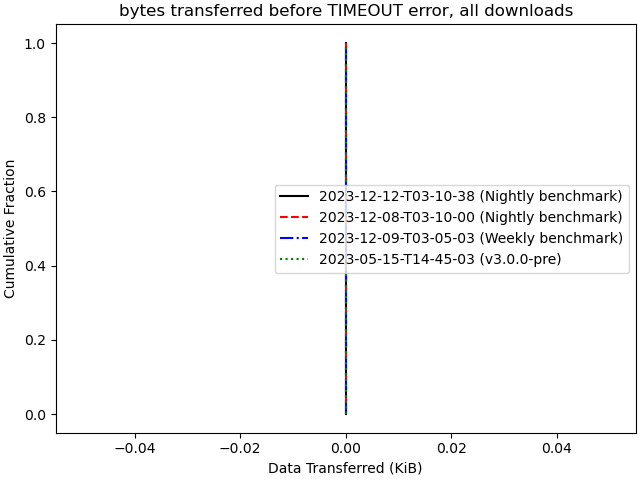 bytes transferred before TIMEOUT error, all downloads
1.0
0.8
0.6
0.4
0.2
0.0
Cumulative Fraction
2023-12-12-T03-10-38 (Nightly benchmark)
2023-12-08-T03-10-00 (Nightly benchmark)
2023-12-09-T03-05-03 (Weekly benchmark)
2023-05-15-T14-45-03 (v3.0.0-pre)
−0.04 −0.02 0.00 0.02 0.04
Data Transferred (KiB)